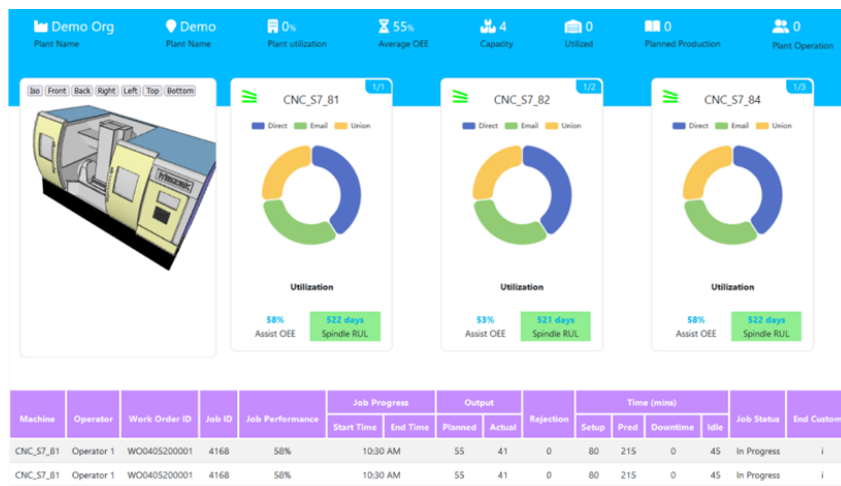 Demo Org
Plant Name
Demo
Plant Name
0%
Plant utilization
55%
Average OEE
4
Capacity
0
Utilized
0
Planned Production
0
Plant Operation
Iso Front Back Right Left Top Bottom
1/1
CNC_S7_81
Direct Email Union
Utilization
58%
Assist OEE
522 days
Spindle RUL
1/2
CNC_S7_82
Direct Email Union
Utilization
53%
Assist OEE
521 days
Spindle RUL
1/3
CNC_S7_84
Direct Email Union
Utilization
58%
Assist OEE
522 days
Spindle RUL
Job Progress Output Time (mins)
Machine Operator Work Order ID Job ID Job Performance Rejection Job Status End Custom
Start Time End Time Planned Actual Setup Pred Downtime Idle
CNC_S7_81 Operator 1 WO0405200001 4168 58% 10:30 AM 55 41 0 80 215 0 45 In Progress i
CNC_S7_81 Operator 1 WO0405200001 4168 58% 10:30 AM 55 41 0 80 215 0 45 In Progress i